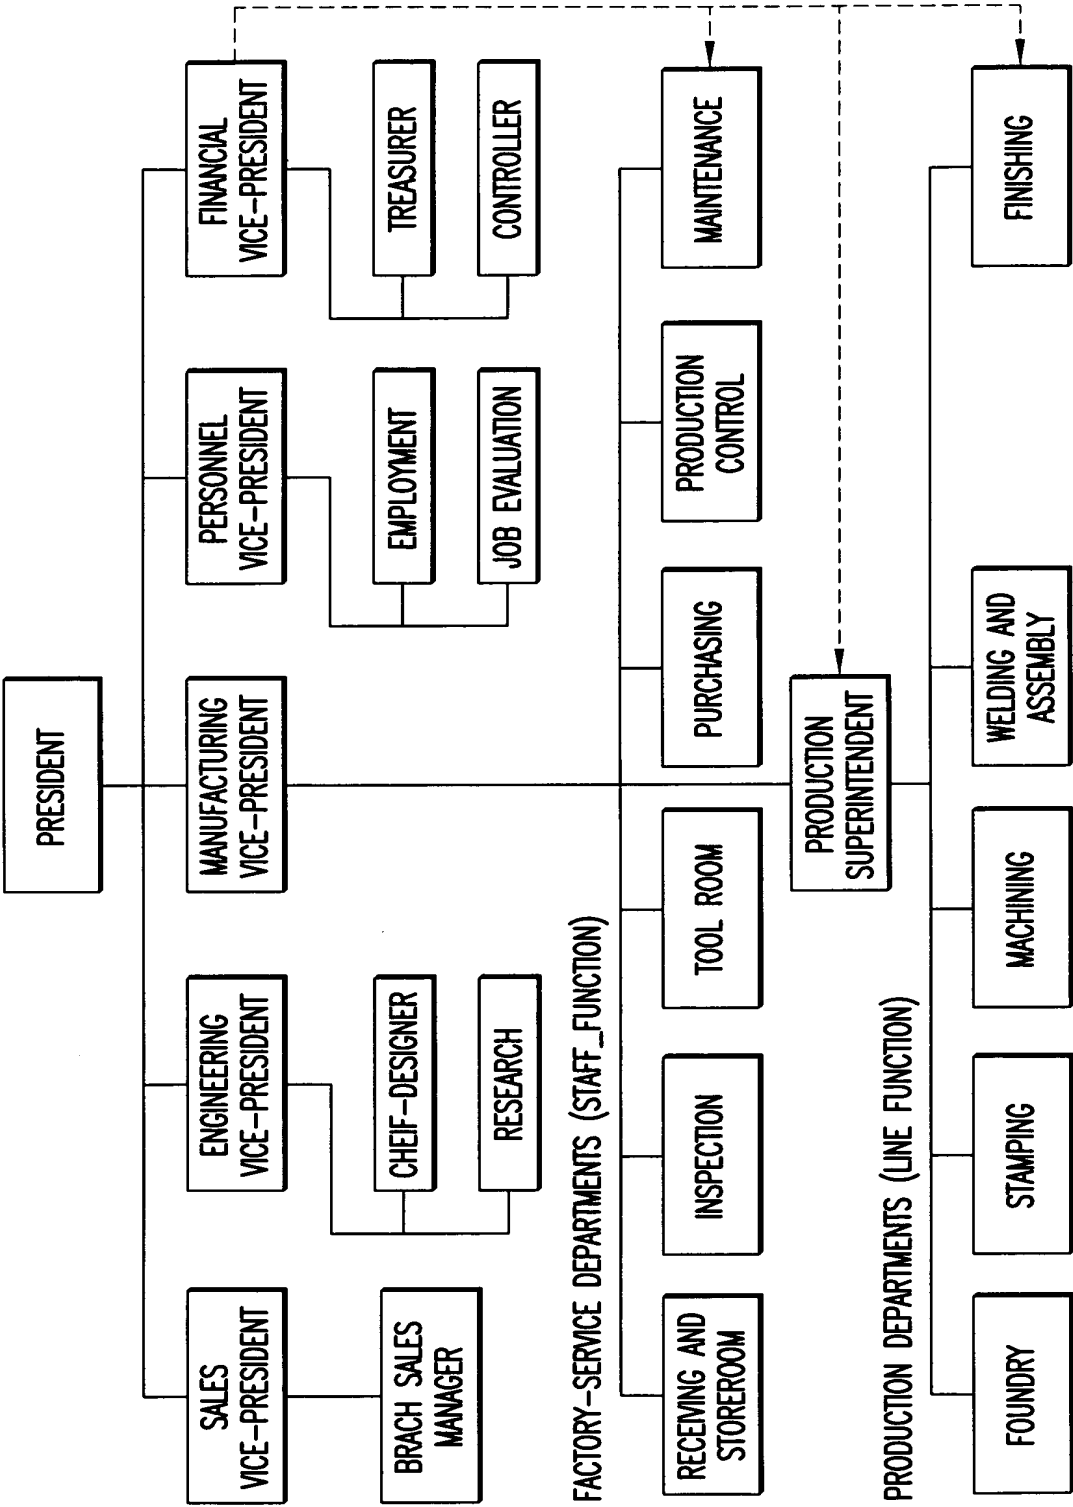 PRESIDENT
SALES
VICE-PRESIDENT
ENGINEERING
VICE-PRESIDENT
MANUFACTURING
VICE-PRESIDENT
PERSONNEL
VICE-PRESIDENT
FINANCIAL
VICE-PRESIDENT
BRACH SALES
MANAGER
CHEIF-DESIGNER
RESEARCH
EMPLOYMENT
JOB EVALUATION
TREASURER
CONTROLLER
FACTORY-SERVICE DEPARTMENTS (STAFF_FUNCTION)
RECEIVING AND
STOREROOM
INSPECTION
TOOL ROOM
PURCHASING
PRODUCTION
CONTROL
MAINTENANCE
PRODUCTION
SUPERINTENDENT
PRODUCTION DEPARTMENTS (LINE FUNCTION)
FOUNDRY
STAMPING
MACHINING
WELDING AND
ASSEMBLY
FINISHING